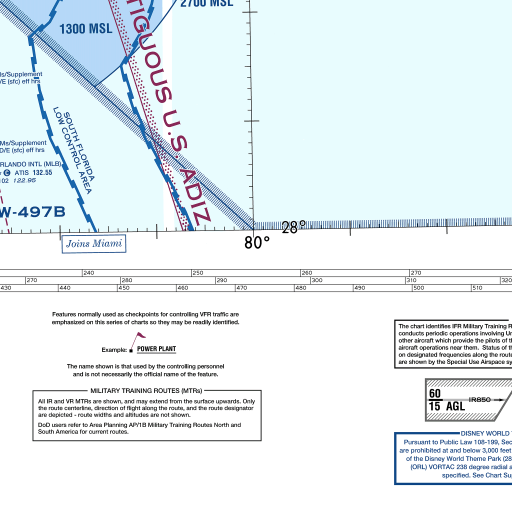 2700 MSL
1300 MSL
TIGUOUS U.S. ADIZ
Ms/Supplement
/E (sfc) eff hrs
SOUTH FLORIDA
LOW CONTROL AREA
Ms/Supplement
D/E (sfc) eff hrs
RLANDO INTL (MLB)
C ATIS 132.55
02 122.95
W-497B
Joins Miami
28°
80°
240 250 260 270
270 280 290 300 320
430 440 450 460 470 480 490 500 510
Features normally used as checkpoints for controlling VFR traffic are
emphasized on this series of charts so they may be readily identified.
Example: POWER PLANT
The name shown is that used by the controlling personnel
and is not necessarily the official name of the feature.
MILITARY TRAINING ROUTES (MTRs)
All IR and VR MTRs are shown, and may extend from the surface upwards. Only
the route centerline, direction of flight along the route, and the route designator
are depicted - route widths and altitudes are not shown.
DoD users refer to Area Planning AP/1B Military Training Routes North and
South America for current routes.
The chart identifies IFR Military Training R
conducts periodic operations involving Un
other aircraft which provide the pilots of th
aircraft operations near them. Status of th
on designated frequencies along the route
are shown by the Special Use Airspace sy
60
15 AGL
IR850
DISNEY WORLD T
Pursuant to Public Law 108-199, Sec
are prohibited at and below 3,000 feet
of the Disney World Theme Park (28
(ORL) VORTAC 238 degree radial a
specified. See Chart Su